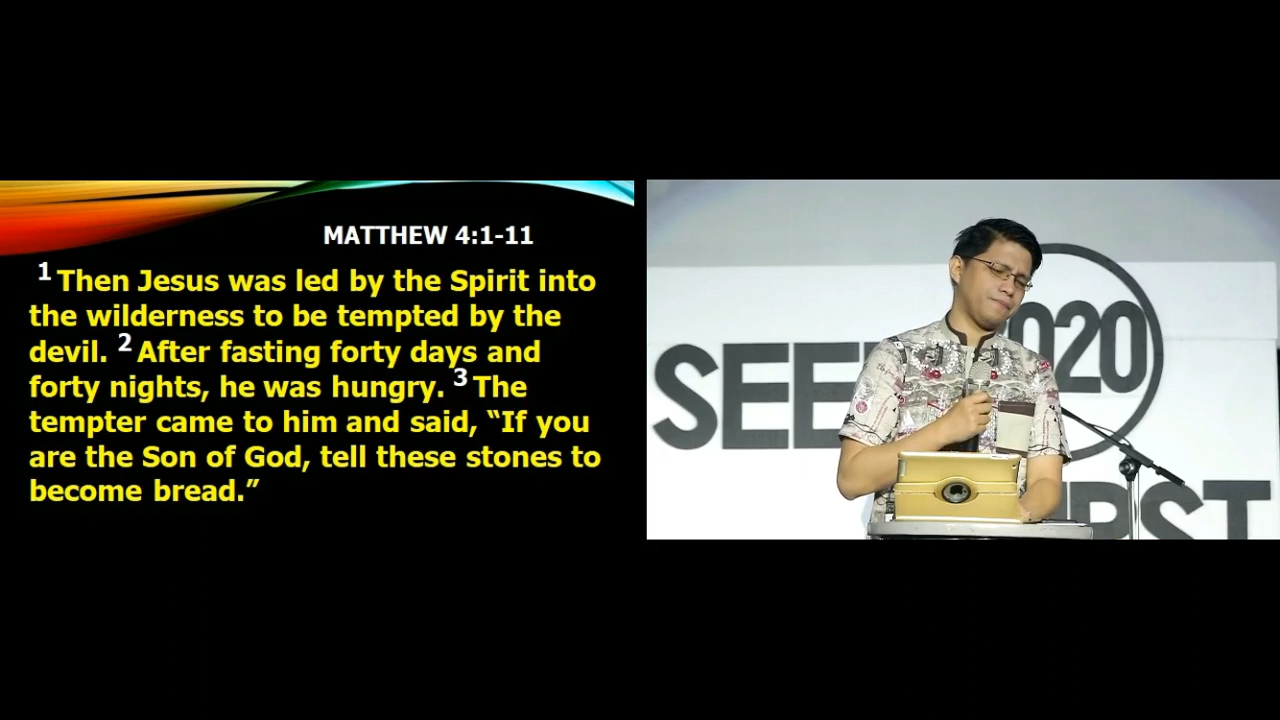 MATTHEW 4:1-11
1 Then Jesus was led by the Spirit into
the wilderness to be tempted by the
devil. 2 After fasting forty days and
forty nights, he was hungry. 3 The
tempter came to him and said, “If you
are the Son of God, tell these stones to
become bread.”
2020